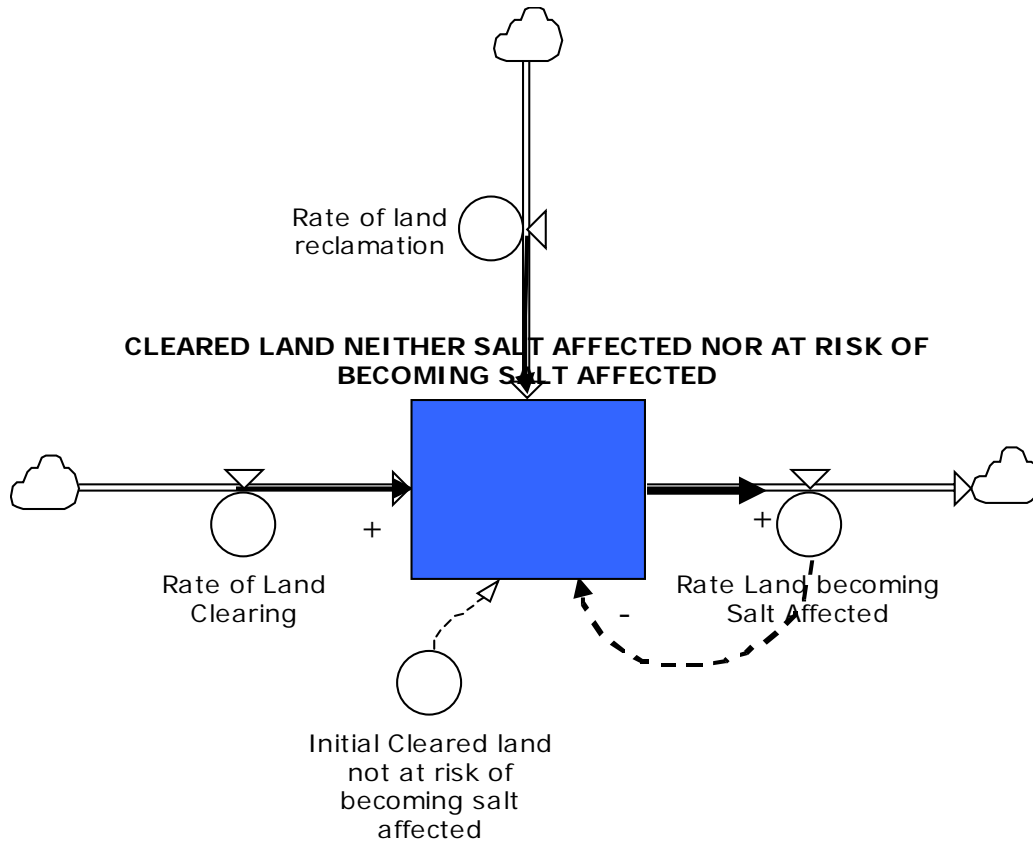 Rate of land
reclamation
CLEARED LAND NEITHER SALT AFFECTED NOR AT RISK OF
BECOMING SALT AFFECTED
+
+
Rate of Land
Clearing
Rate Land becoming
Salt Affected
-
Initial Cleared land
not at risk of
becoming salt
affected